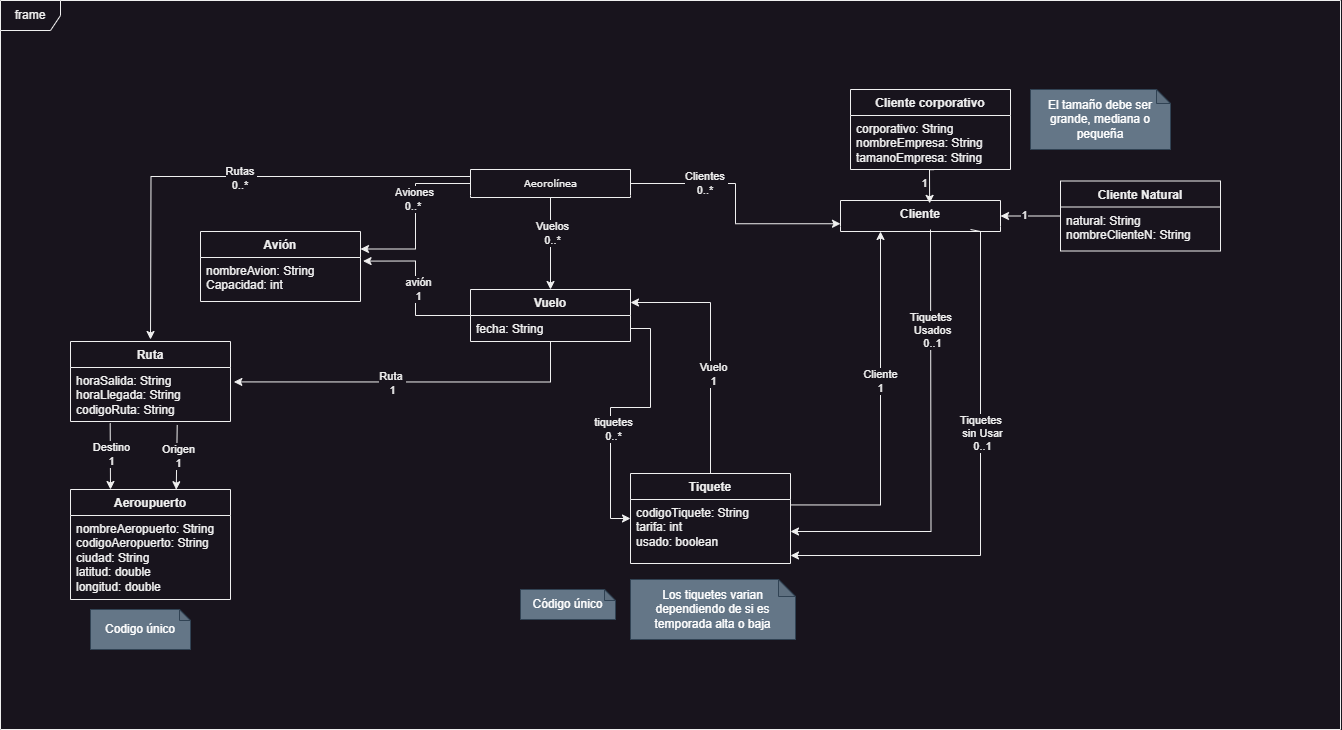 frame
Cliente corporativo
corporativo: String
nombreEmpresa: String
tamanoEmpresa: String
El tamaño debe ser
grande, mediana o
pequeña
Rutas
0..*
Aviones
0..*
Aeorolínea
Clientes
0..*
1
Cliente
1
Cliente Natural
natural: String
nombreClienteN: String
Vuelos
0..*
Avión
nombreAvion: String
Capacidad: int
avión
1
Vuelo
fecha: String
Tiquetes
Usados
0..1
Ruta
horaSalida: String
horaLlegada: String
codigoRuta: String
Ruta
1
Vuelo
1
Cliente
1
tiquetes
0..*
Tiquetes
sin Usar
0..1
Destino
1
Origen
1
Aeroupuerto
nombreAeropuerto: String
codigoAeropuerto: String
ciudad: String
latitud: double
longitud: double
Tiquete
codigoTiquete: String
tarifa: int
usado: boolean
Codigo único
Código único
Los tiquetes varian
dependiendo de si es
temporada alta o baja